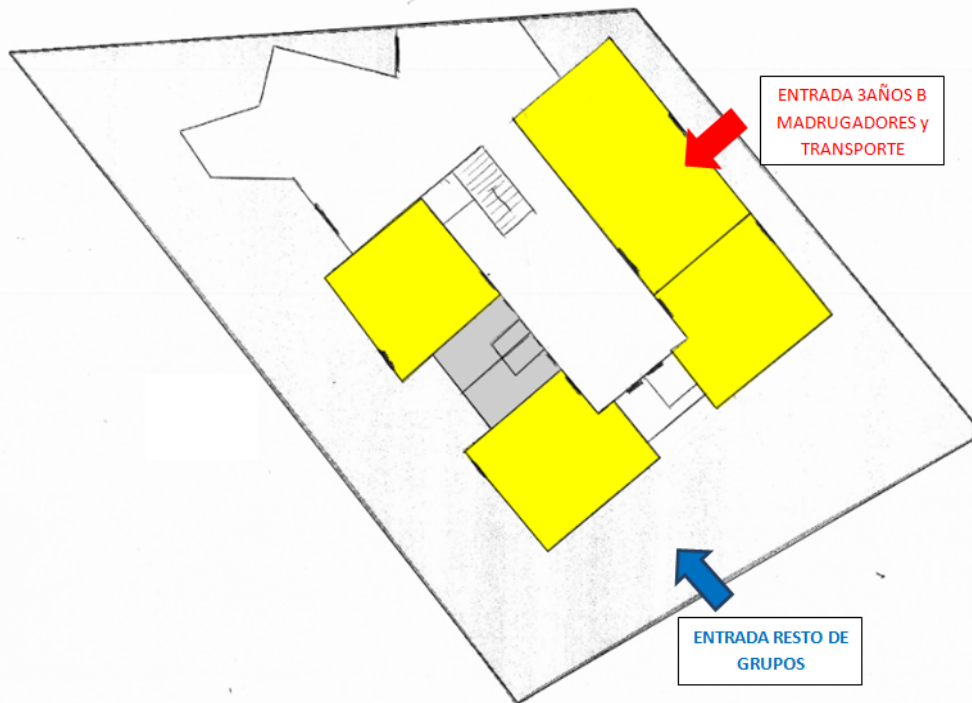 ENTRADA 3AÑOS B
MADRUGADORES y
TRANSPORTE
ENTRADA RESTO DE
GRUPOS